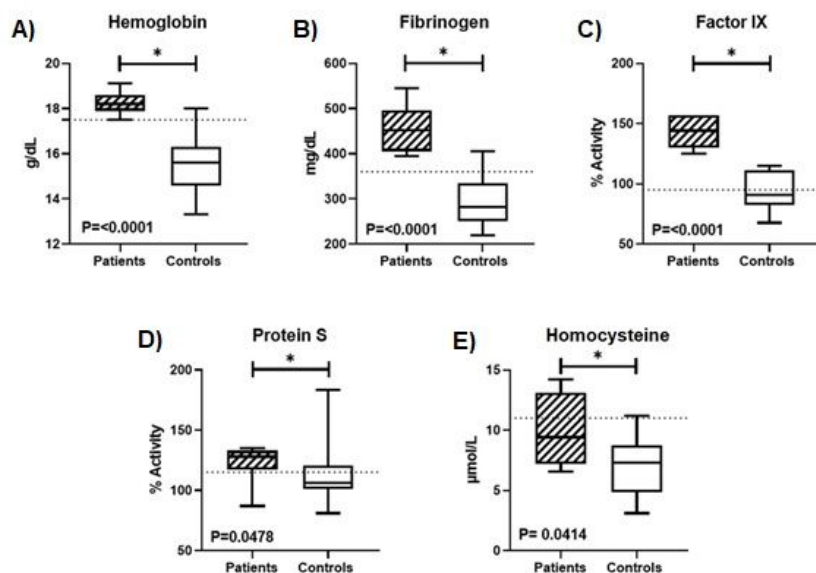 A)
Hemoglobin
*
20
18
16
14
12
g/dL
P=<0.0001
Patients
Controls
B)
Fibrinogen
*
600
500
400
300
200
mg/dL
P=<0.0001
Patients
Controls
C)
Factor IX
*
200
150
100
50
% Activity
P=<0.0001
Patients
Controls
D)
Protein S
*
200
150
100
50
% Activity
P=0.0478
Patients
Controls
E)
Homocysteine
*
15
10
5
0
µmol/L
P= 0.0414
Patients
Controls